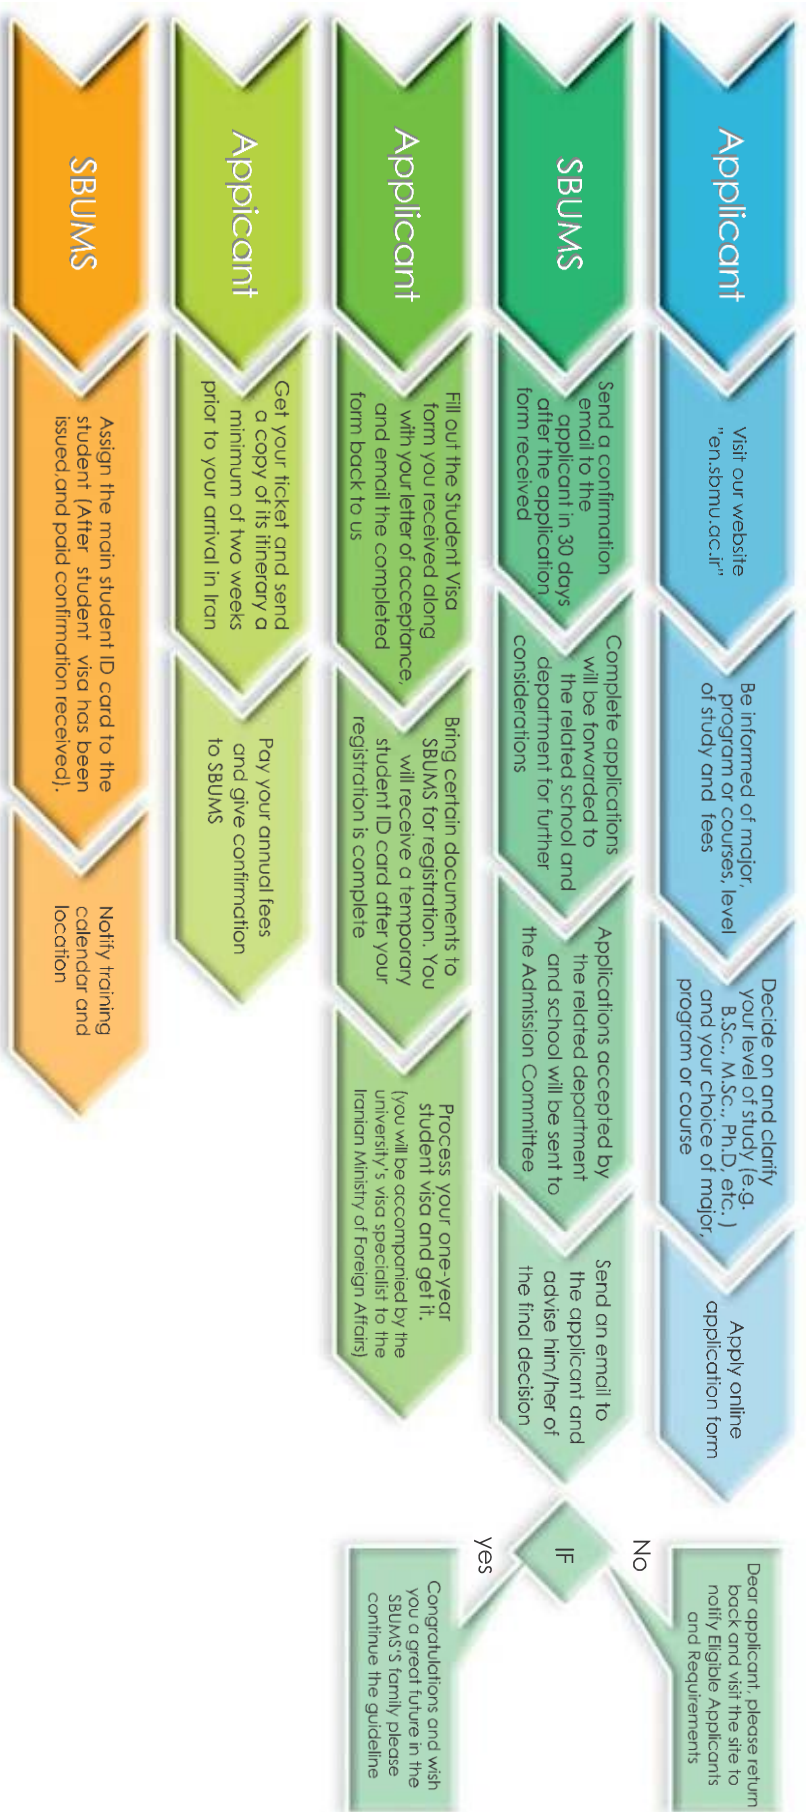 Applicant
Visit our website
"en.sbmu.ac.ir"
Be informed of major,
program or courses, level
of study and fees
Decide on and clarify
your level of study (e.g.
B.Sc., M.Sc., Ph.D, etc. )
and your choice of major,
program or course
Apply online
application form
SBUMS
Send a confirmation
email to the
applicant in 30 days
after the application
form received
Complete applications
will be forwarded to
the related school and
department for further
considerations
Applications accepted by
the related department
and school will be sent to
the Admission Committee
Send an email to
the applicant and
advise him/her of
the final decision
IF
No
Dear applicant, please return
back and visit the site to
notify Eligible Applicants
and Requirements
yes
Congratulations and wish
you a great future in the
SBUMS'S family please
continue the guideline
Applicant
Fill out the Student Visa
form you received along
with your letter of acceptance,
and email the completed
form back to us
Bring certain documents to
SBUMS for registration. You
will receive a temporary
student ID card after your
registration is complete
Process your one-year
student visa and get it.
(you will be accompanied by the
university's visa specialist to the
Iranian Ministry of Foreign Affairs)
Appicant
Get your ticket and send
a copy of its itinerary a
minimum of two weeks
prior to your arrival in Iran
Pay your annual fees
and give confirmation
to SBUMS
SBUMS
Assign the main student ID card to the
student (After student visa has been
issued,and paid confirmation received).
Notify training
calendar and
location